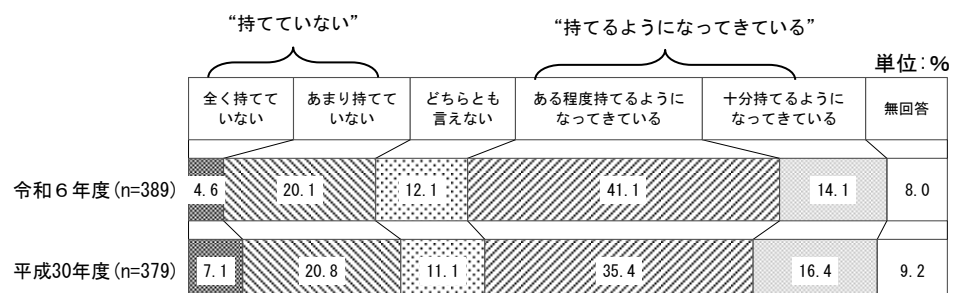 “持てていない”
“持てるようになってきている”
単位:%
全く持てて
いない
あまり持てて
いない
どちらとも
言えない
ある程度持てるように
なってきている
十分持てるように
なってきている
無回答
令和６年度(n=389) 4.6 20.1 12.1 41.1 14.1 8.0
平成30年度(n=379) 7.1 20.8 11.1 35.4 16.4 9.2